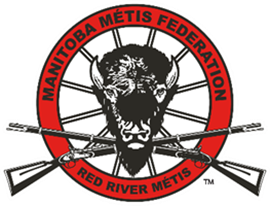 MANITOBA MÉTIS FEDERATION
RED RIVER MÉTIS
TM